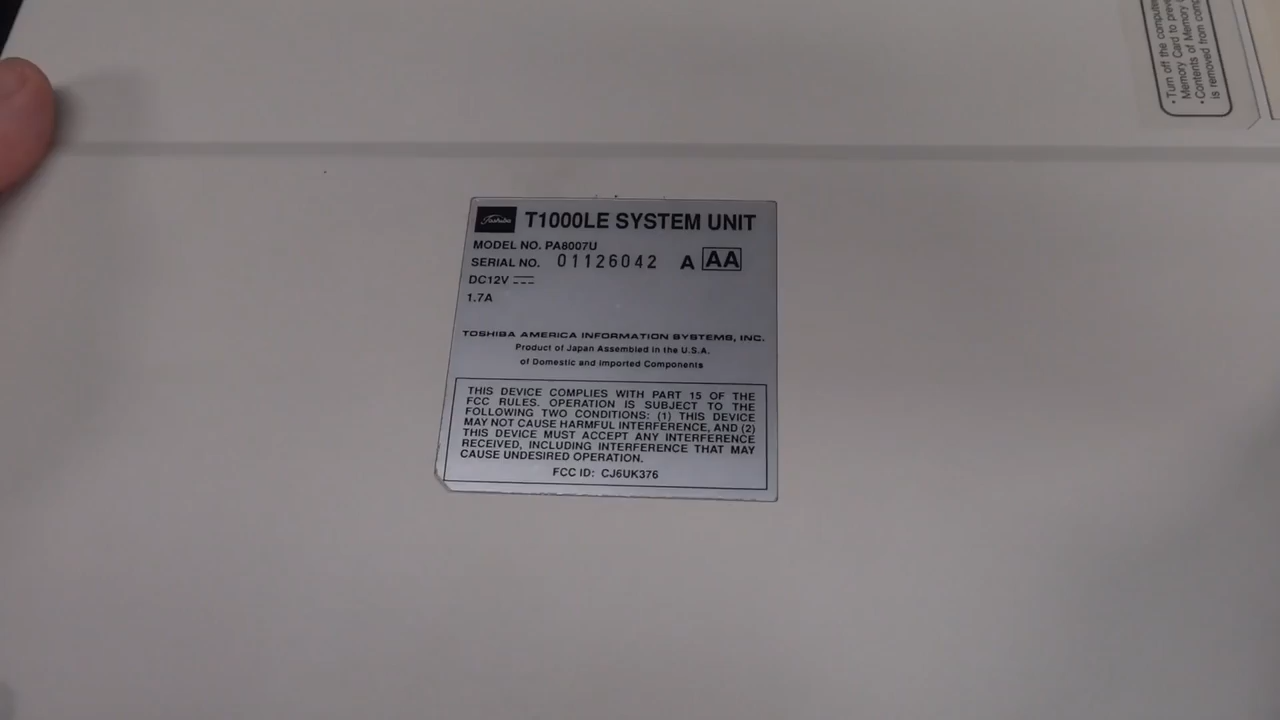 Toshiba
T1000LE SYSTEM UNIT
MODEL NO. PA8007U
SERIAL NO. 01126042 A AA
DC12V
1.7A
TOSHIBA AMERICA INFORMATION SYSTEMS, INC.
Product of Japan Assembled in the U.S.A.
of Domestic and Imported Components
THIS DEVICE COMPLIES WITH PART 15 OF THE
FCC RULES. OPERATION IS SUBJECT TO THE
FOLLOWING TWO CONDITIONS: (1) THIS DEVICE
MAY NOT CAUSE HARMFUL INTERFERENCE, AND (2)
THIS DEVICE MUST ACCEPT ANY INTERFERENCE
RECEIVED, INCLUDING INTERFERENCE THAT MAY
CAUSE UNDESIRED OPERATION.
FCC ID: CJ6UK376
•Turn off the compute
Memory Card to preve
•Contents of Memory
is removed from comp